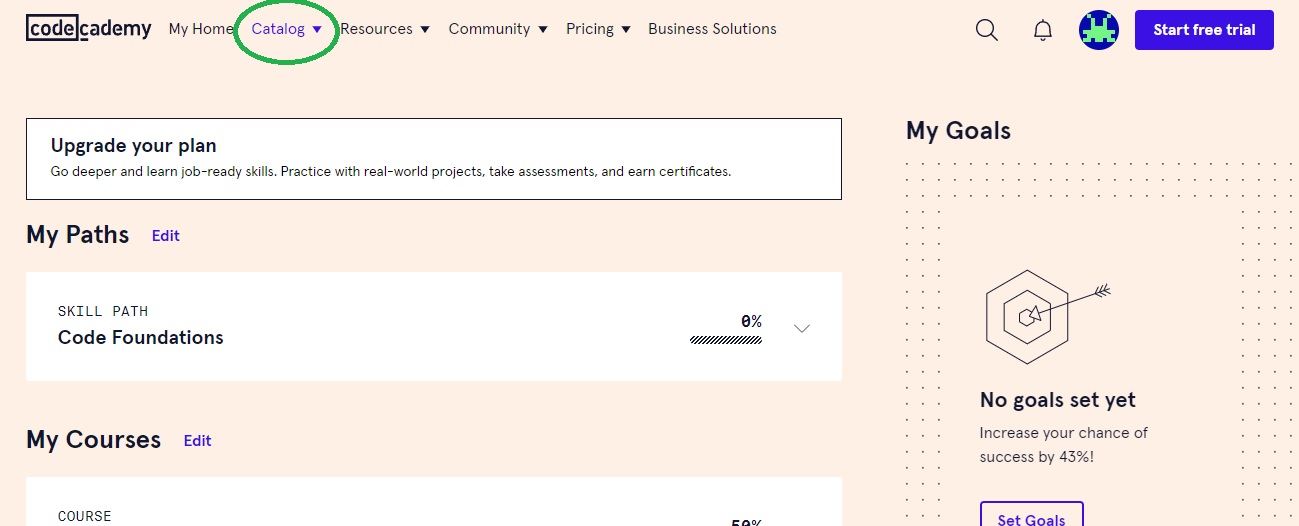 codecademy My Home Catalog Resources Community Pricing Business Solutions Start free trial
Upgrade your plan
Go deeper and learn job-ready skills. Practice with real-world projects, take assessments, and earn certificates.
My Paths Edit
SKILL PATH
Code Foundations
0%
My Courses Edit
COURSE
50%
My Goals
No goals set yet
Increase your chance of
success by 43%!
Set Goals